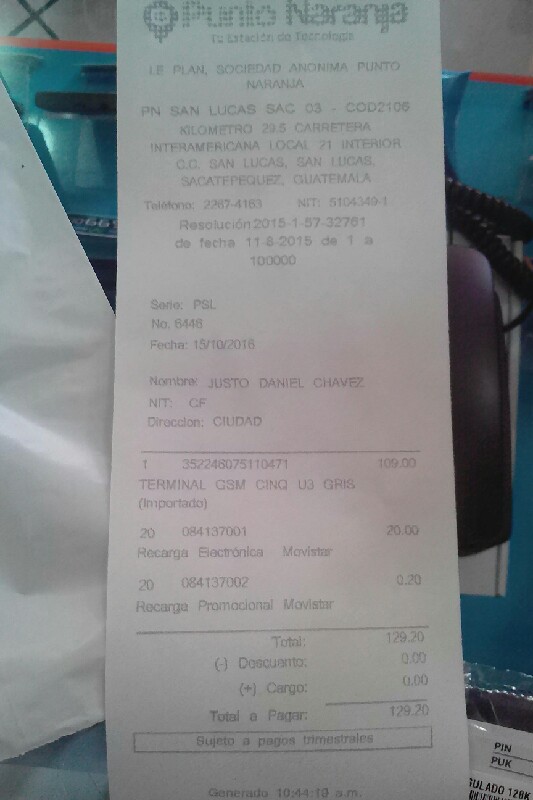 Punto Naranja
Tu Estación de Tecnología
LE PLAN, SOCIEDAD ANONIMA PUNTO
NARANJA
PN SAN LUCAS SAC 03 - COD2106
KILOMETRO 29.5 CARRETERA
INTERAMERICANA LOCAL 21 INTERIOR
C.C. SAN LUCAS, SAN LUCAS,
SACATEPEQUEZ, GUATEMALA
Teléfono: 2287-4183 NIT: 5104349-1
Resolución 2015-1-57-32761
de fecha 11-8-2015 de 1 a
100000
Serie: PSL
No. 6446
Fecha: 15/10/2016
Nombre: JUSTO DANIEL CHAVEZ
NIT: CF
Direccion: CIUDAD
1 352246075110471 109.00
TERMINAL GSM CINQ U3 GRIS
(Importado)
20 084137001 20.00
Recarga Electrónica Movistar
20 084137002 0.20
Recarga Promocional Movistar
Total: 129.20
(-) Descuento: 0.00
(+) Cargo: 0.00
Total a Pagar: 129.20
Sujeto a pagos trimestrales
Generado 10:44:19 a.m.
PIN
PUK
GULADO 128K